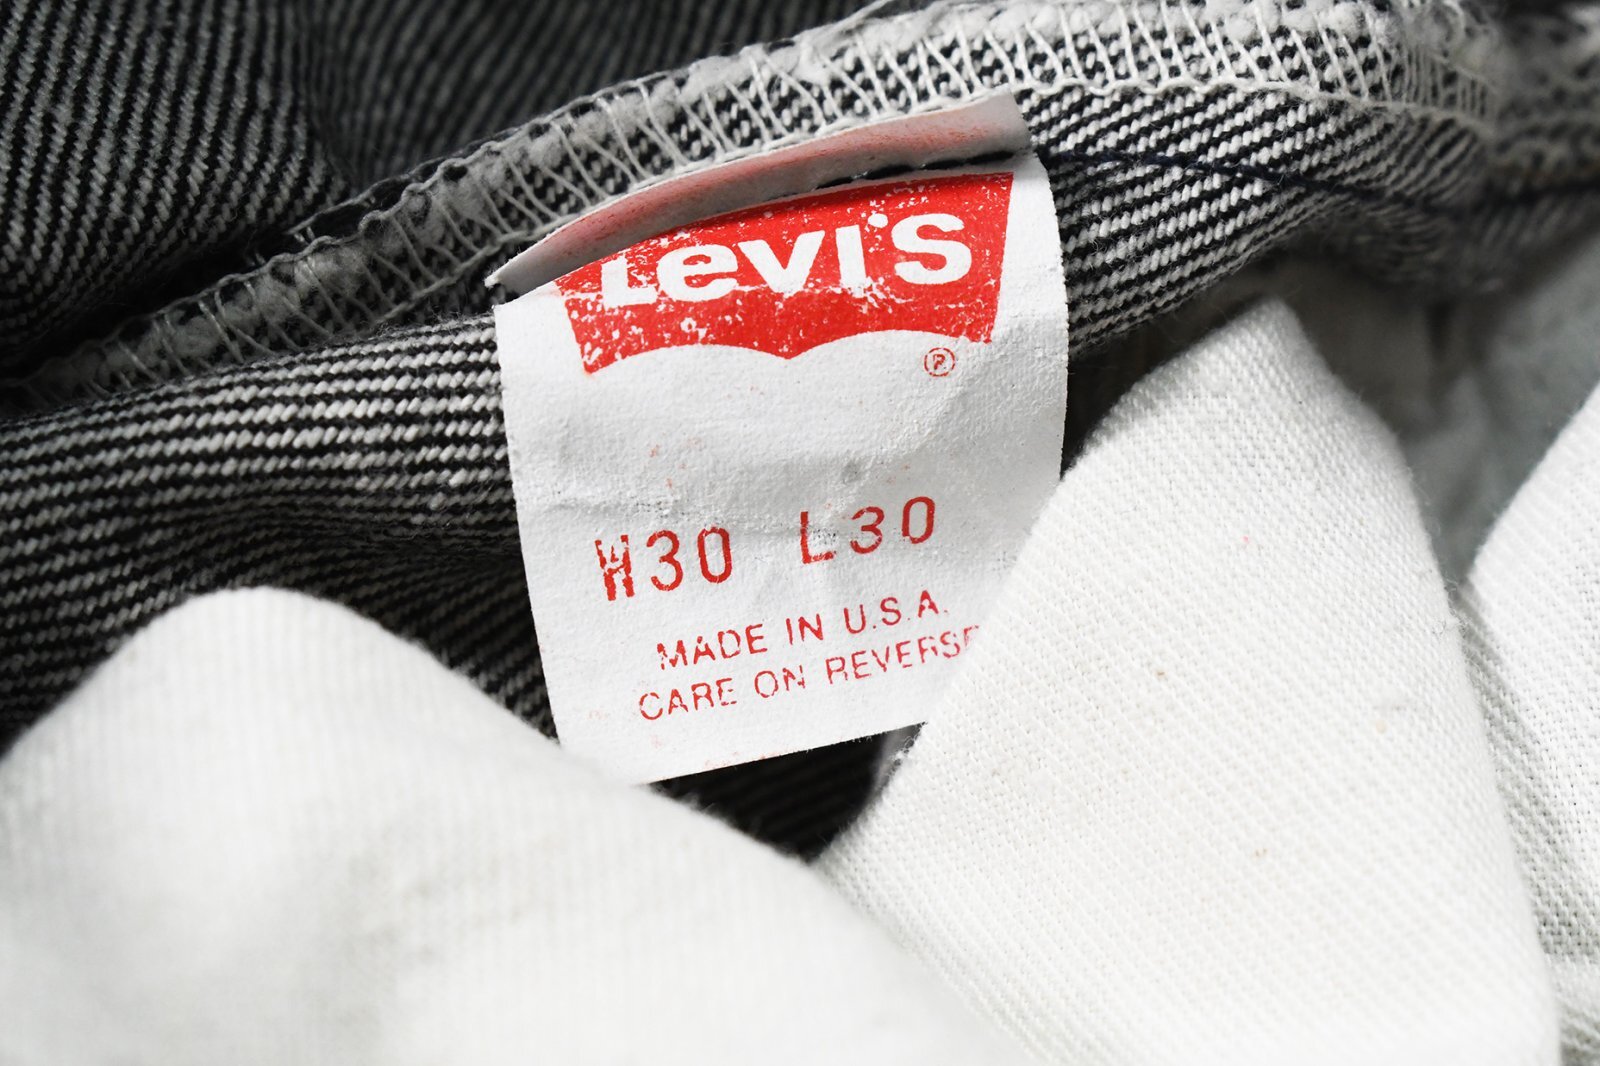 Levi's
®
W30 L30
MADE IN U.S.A.
CARE ON REVERSE